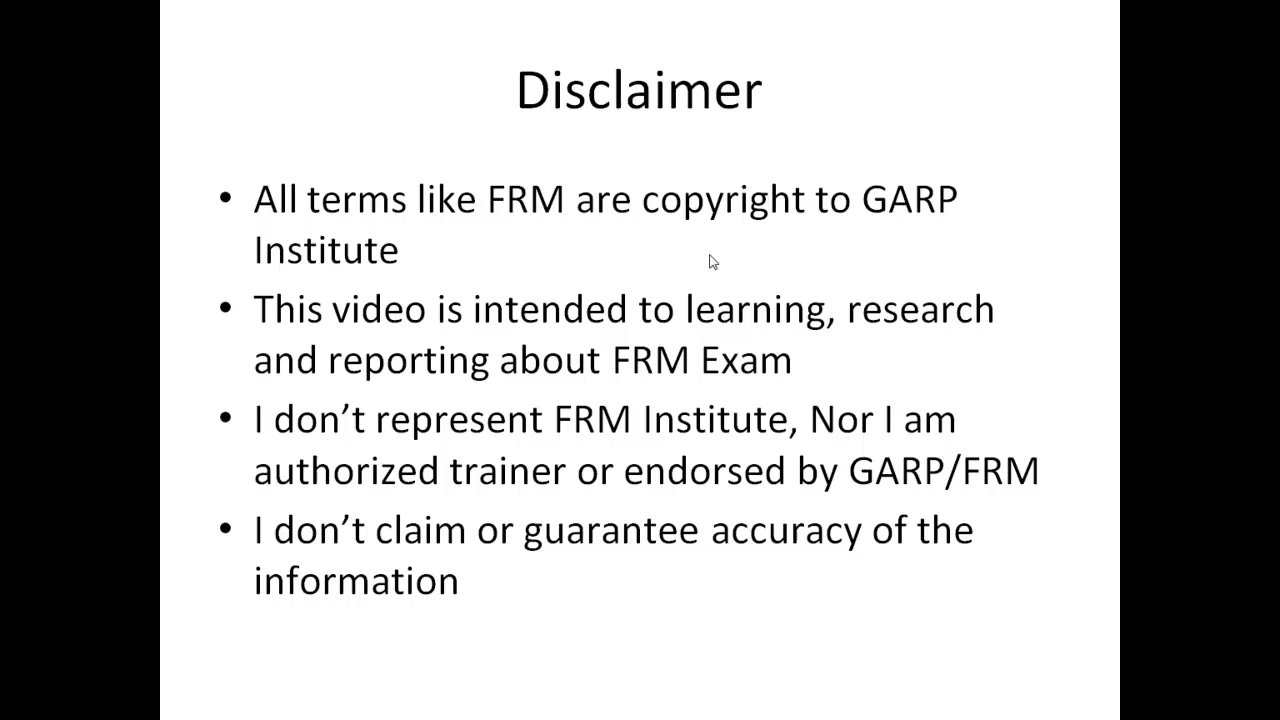 Disclaimer
• All terms like FRM are copyright to GARP
Institute
• This video is intended to learning, research
and reporting about FRM Exam
• I don’t represent FRM Institute, Nor I am
authorized trainer or endorsed by GARP/FRM
• I don’t claim or guarantee accuracy of the
information